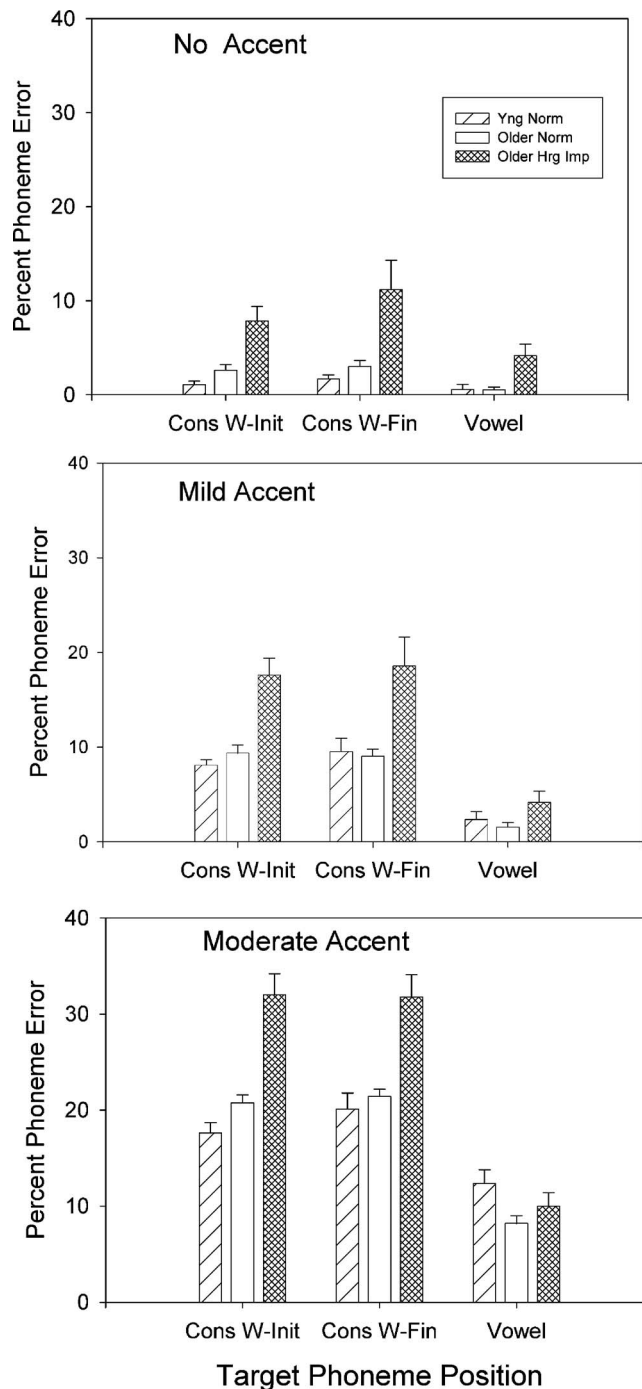 40
No Accent
30
Yng Norm
Older Norm
Older Hrg Imp
Percent Phoneme Error
20
10
0
Cons W-Init Cons W-Fin Vowel
40
Mild Accent
30
Percent Phoneme Error
20
10
0
Cons W-Init Cons W-Fin Vowel
40
Moderate Accent
30
Percent Phoneme Error
20
10
0
Cons W-Init Cons W-Fin Vowel
Target Phoneme Position